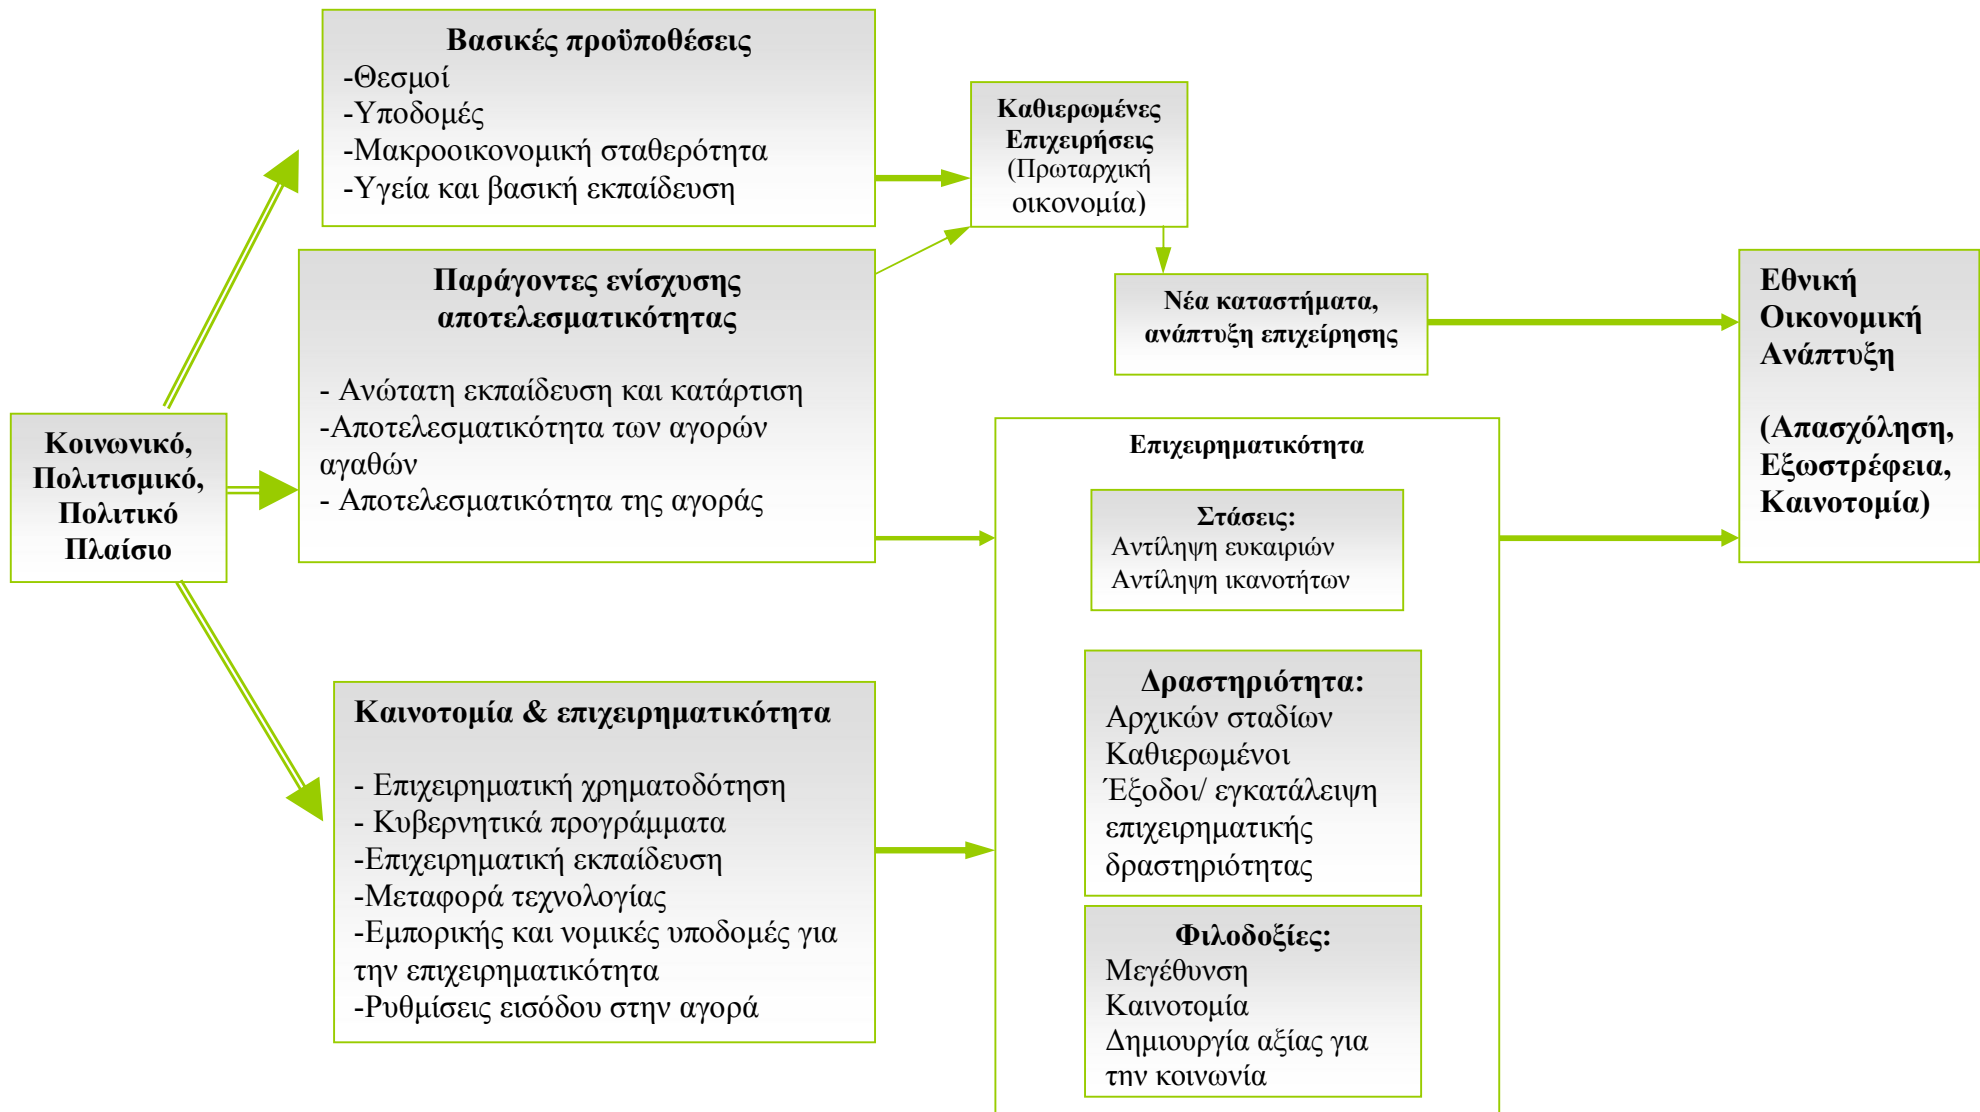 Βασικές προϋποθέσεις
-Θεσμοί
-Υποδομές
-Μακροοικονομική σταθερότητα
-Υγεία και βασική εκπαίδευση
Καθιερωμένες
Επιχειρήσεις
(Πρωταρχική
οικονομία)
Παράγοντες ενίσχυσης
αποτελεσματικότητας
- Ανώτατη εκπαίδευση και κατάρτιση
-Αποτελεσματικότητα των αγορών
αγαθών
- Αποτελεσματικότητα της αγοράς
Νέα καταστήματα,
ανάπτυξη επιχείρησης
Εθνική
Οικονομική
Ανάπτυξη
(Απασχόληση,
Εξωστρέφεια,
Καινοτομία)
Κοινωνικό,
Πολιτισμικό,
Πολιτικό
Πλαίσιο
Επιχειρηματικότητα
Στάσεις:
Αντίληψη ευκαιριών
Αντίληψη ικανοτήτων
Δραστηριότητα:
Αρχικών σταδίων
Καθιερωμένοι
Έξοδοι/ εγκατάλειψη
επιχειρηματικής
δραστηριότητας
Φιλοδοξίες:
Μεγέθυνση
Καινοτομία
Δημιουργία αξίας για
την κοινωνία
Καινοτομία & επιχειρηματικότητα
- Επιχειρηματική χρηματοδότηση
- Κυβερνητικά προγράμματα
-Επιχειρηματική εκπαίδευση
-Μεταφορά τεχνολογίας
-Εμπορικής και νομικές υποδομές για
την επιχειρηματικότητα
-Ρυθμίσεις εισόδου στην αγορά